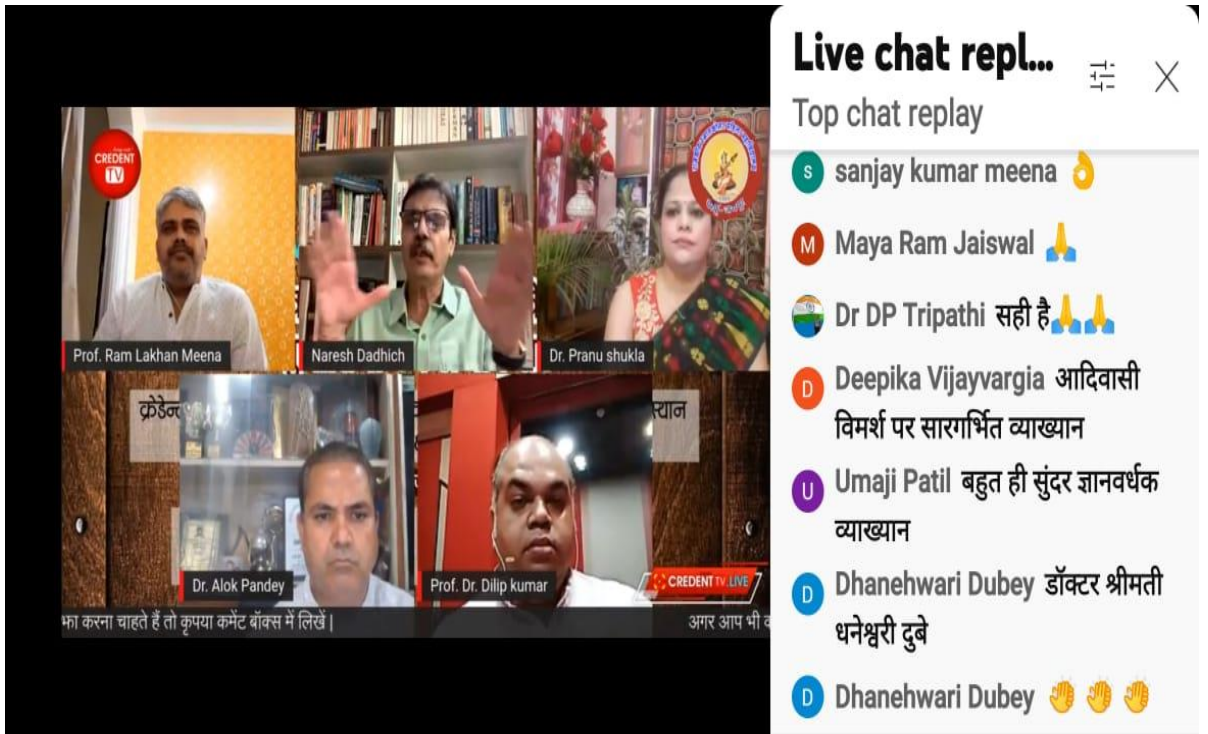 Live chat repl...
Top chat replay
CREDENT
TV
Prof. Ram Lakhan Meena
Naresh Dadhich
Dr. Pranu shukla
क्रेडेन्
स्थान
Dr. Alok Pandey
Prof. Dr. Dilip kumar
CREDENT TV LIVE
फा करना चाहते हैं तो कृपया कमेंट बॉक्स में लिखें |
अगर आप भी व
S sanjay kumar meena 👌
M Maya Ram Jaiswal 🙏
Dr DP Tripathi सही है🙏🙏
D Deepika Vijayvargia आदिवासी
विमर्श पर सारगर्भित व्याख्यान
U Umaji Patil बहुत ही सुंदर ज्ञानवर्धक
व्याख्यान
D Dhanehwari Dubey डॉक्टर श्रीमती
धनेश्वरी दुबे
D Dhanehwari Dubey 👏 👏 👏